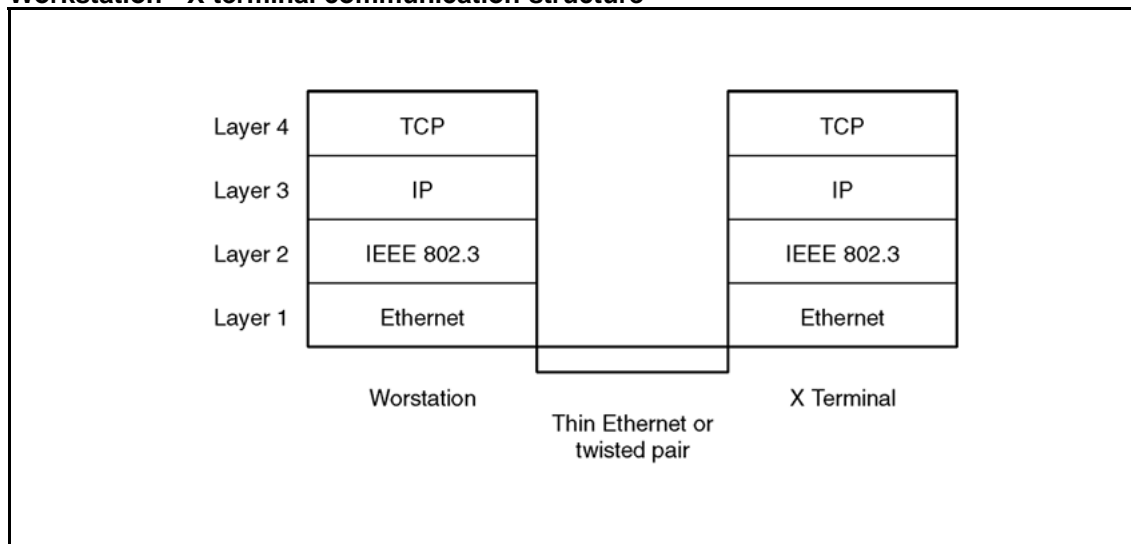 Workstation - X terminal communication structure
Layer 4 TCP TCP
Layer 3 IP IP
Layer 2 IEEE 802.3 IEEE 802.3
Layer 1 Ethernet Ethernet
Worstation X Terminal
Thin Ethernet or
twisted pair